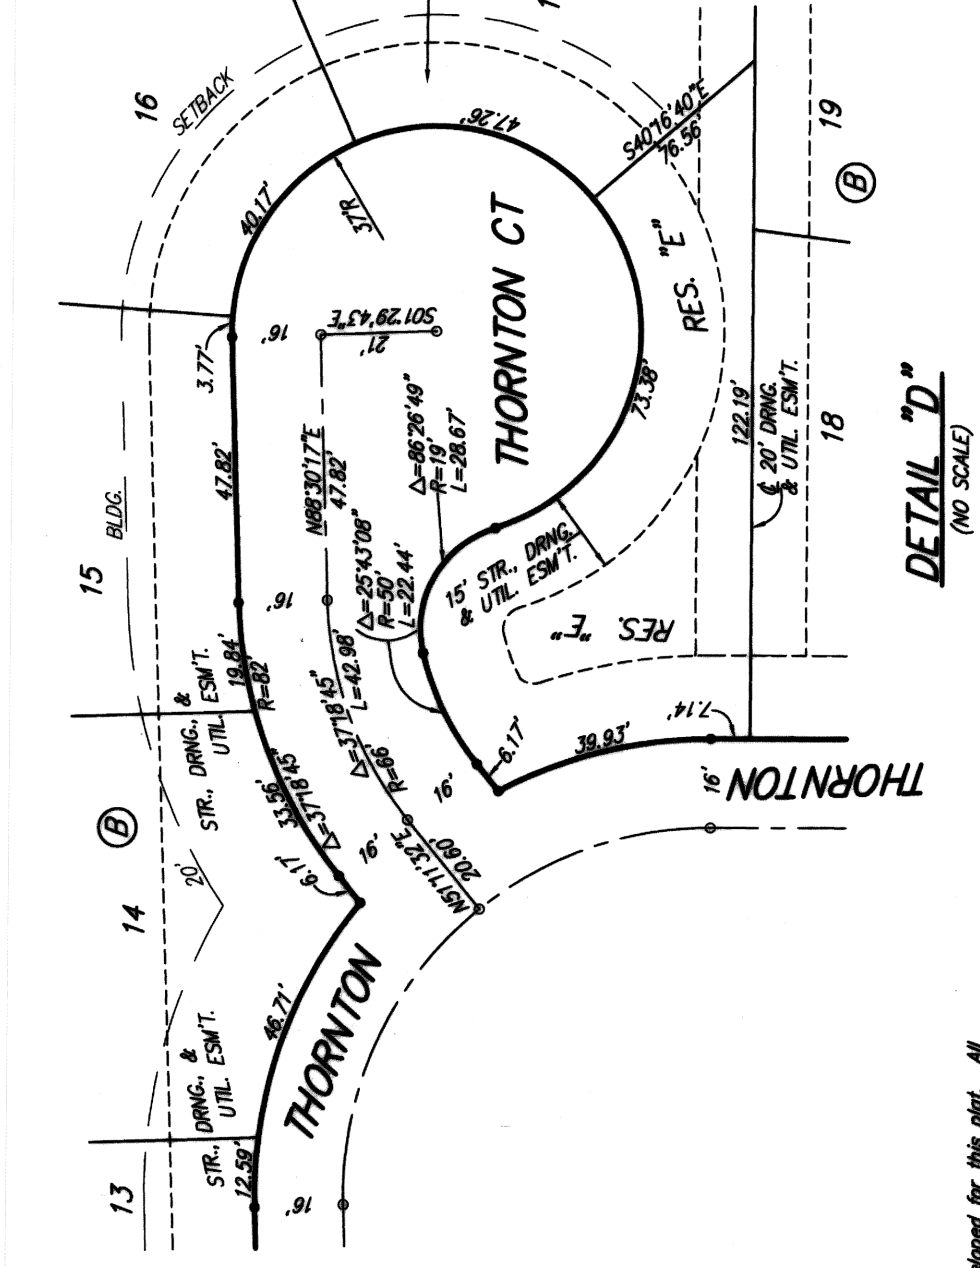 16
SETBACK
40.17'
47.26'
37'R
S40°16'40"E
76.56'
19
B
3.77'
16'
S01°29'43"E
21'
THORNTON CT
RES. "E"
BLDG.
15
47.82'
N88°30'17"E
47.82'
Δ=86°26'49"
R=19'
L=28.67'
73.38'
122.19'
℄ 20' DRNG.
& UTIL. ESM'T.
18
16'
Δ=25°43'08"
R=50'
L=22.44'
15' STR., DRNG.
& UTIL. ESM'T.
RES. "E"
STR., DRNG., &
UTIL. ESM'T.
19.84'
R=82'
Δ=37°18'45"
L=42.98'
R=66'
33.56'
Δ=37°18'45"
6.17'
39.93'
7.14'
16'
THORNTON
B
14
20'
6.17'
16'
16'
N51°11'32"E
20.60'
46.71'
THORNTON
STR., DRNG., &
UTIL. ESM'T.
13
12.59'
16'
DETAIL "D"
(NO SCALE)
for this plat. All